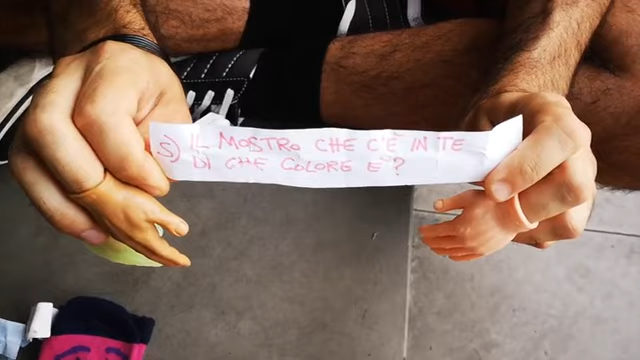 5) IL MOSTRO CHE C'È IN TE
DI CHE COLORE E'?